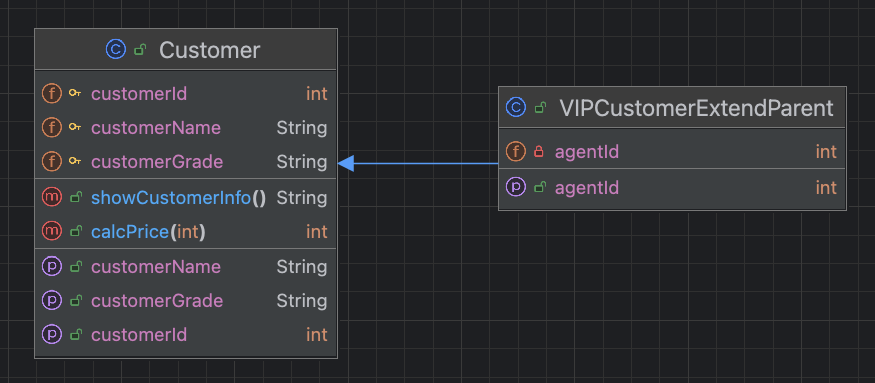 Customer
customerId int
customerName String
customerGrade String
showCustomerInfo() String
calcPrice(int) int
customerName String
customerGrade String
customerId int
VIPCustomerExtendParent
agentId int
agentId int